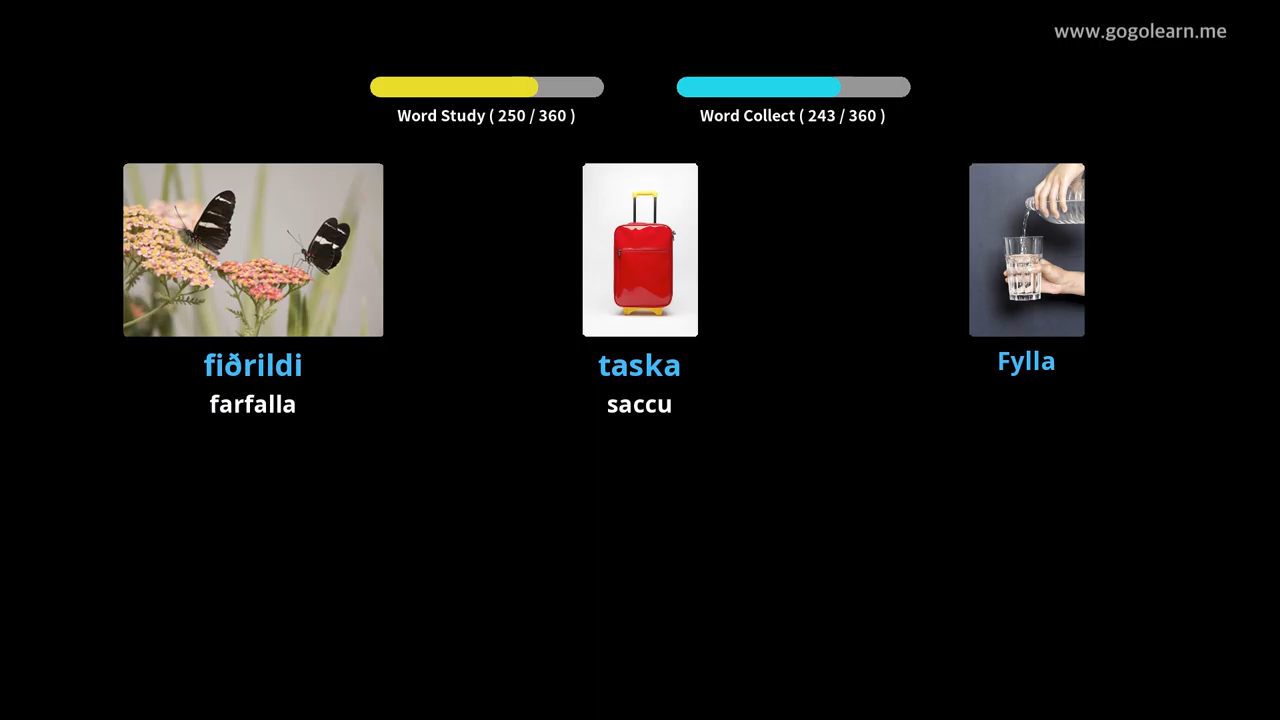 www.gogolearn.me
Word Study ( 250 / 360 )
Word Collect ( 243 / 360 )
fiðrildi
taska
Fylla
farfalla
saccu